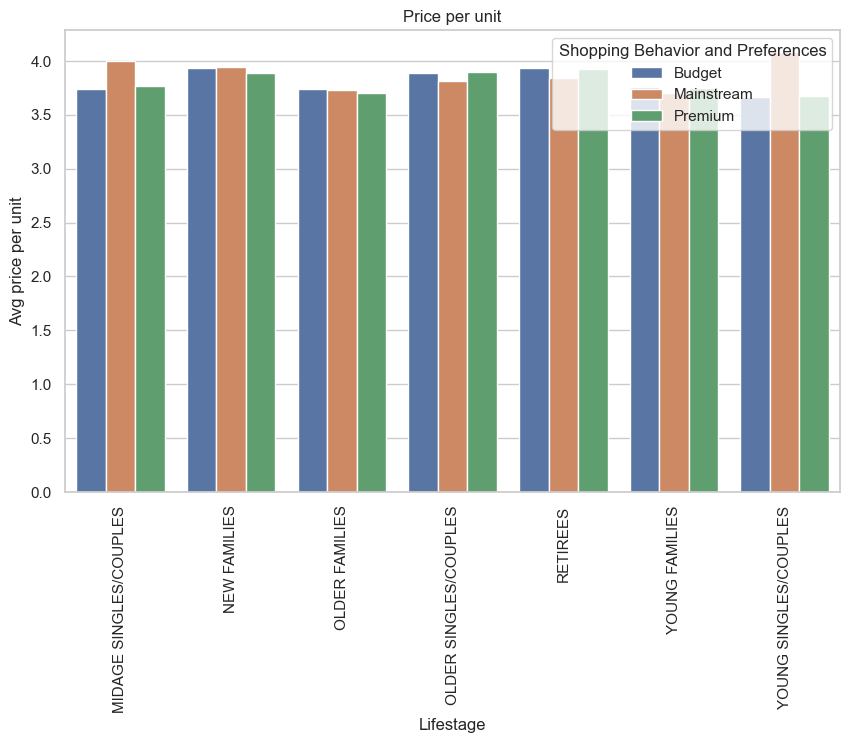 Price per unit
Shopping Behavior and Preferences
Budget
Mainstream
Premium
Avg price per unit
4.0
3.5
3.0
2.5
2.0
1.5
1.0
0.5
0.0
MIDAGE SINGLES/COUPLES
NEW FAMILIES
OLDER FAMILIES
OLDER SINGLES/COUPLES
RETIREES
YOUNG FAMILIES
YOUNG SINGLES/COUPLES
Lifestage